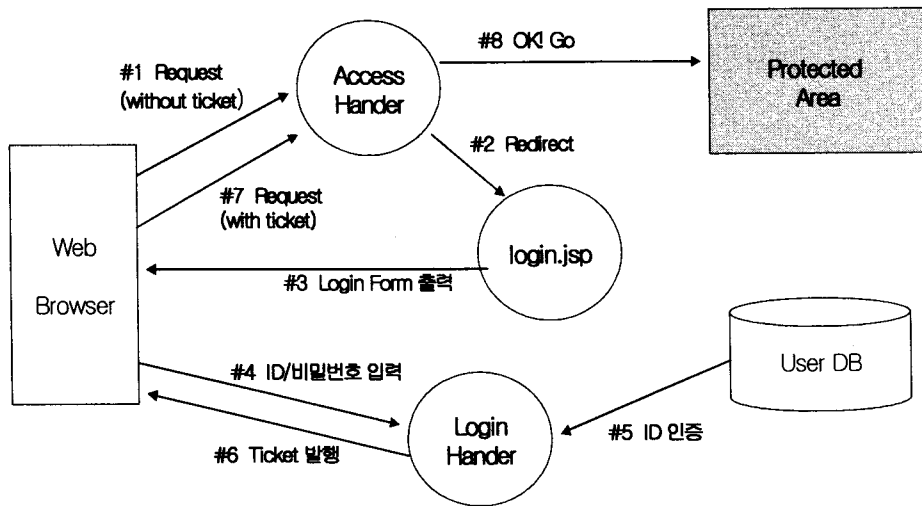 #8 OK! Go
#1 Request
(without ticket)
Access
Hander
Protected
Area
#2 Redirect
#7 Request
(with ticket)
Web
Browser
login.jsp
#3 Login Form 출력
#4 ID/비밀번호 입력
User DB
Login
Hander
#5 ID 인증
#6 Ticket 발행